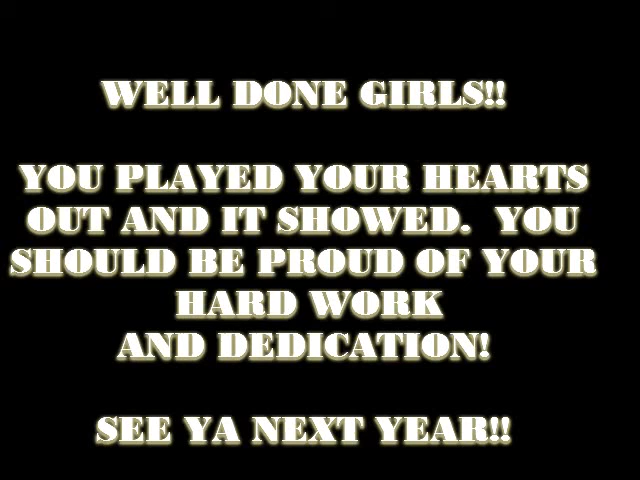 WELL DONE GIRLS!!
YOU PLAYED YOUR HEARTS
OUT AND IT SHOWED.  YOU
SHOULD BE PROUD OF YOUR
HARD WORK
AND DEDICATION!
SEE YA NEXT YEAR!!